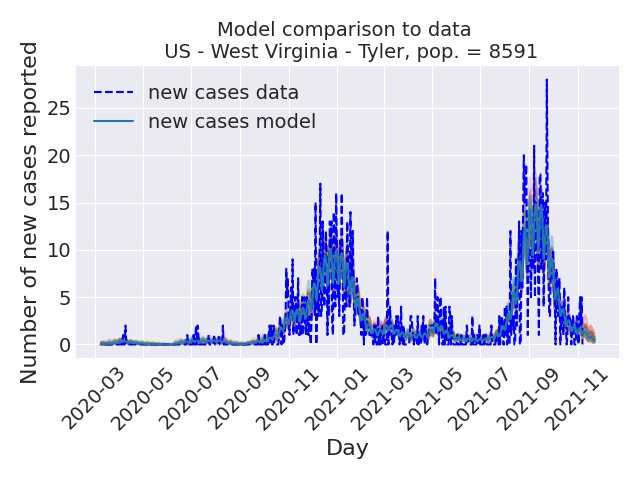 Model comparison to data
US - West Virginia - Tyler, pop. = 8591
Number of new cases reported
25
20
15
10
5
0
new cases data
new cases model
2020-03
2020-05
2020-07
2020-09
2020-11
2021-01
2021-03
2021-05
2021-07
2021-09
2021-11
Day